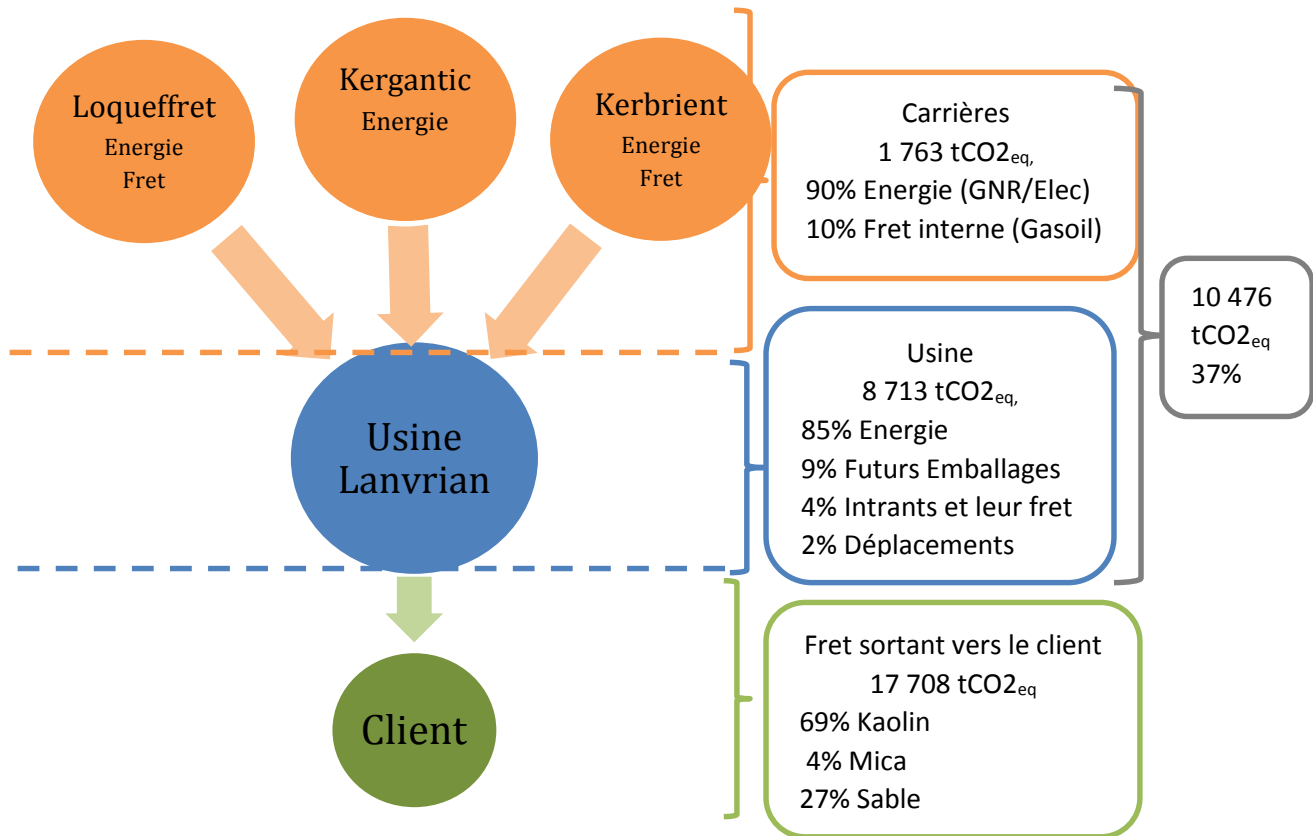 Loqueffret
Energie
Fret
Kergantic
Energie
Kerbrient
Energie
Fret
Carrières
1 763 tCO2eq,
90% Energie (GNR/Elec)
10% Fret interne (Gasoil)
10 476
tCO2eq
37%
Usine
Lanvrian
Usine
8 713 tCO2eq,
85% Energie
9% Futurs Emballages
4% Intrants et leur fret
2% Déplacements
Client
Fret sortant vers le client
17 708 tCO2eq
69% Kaolin
4% Mica
27% Sable